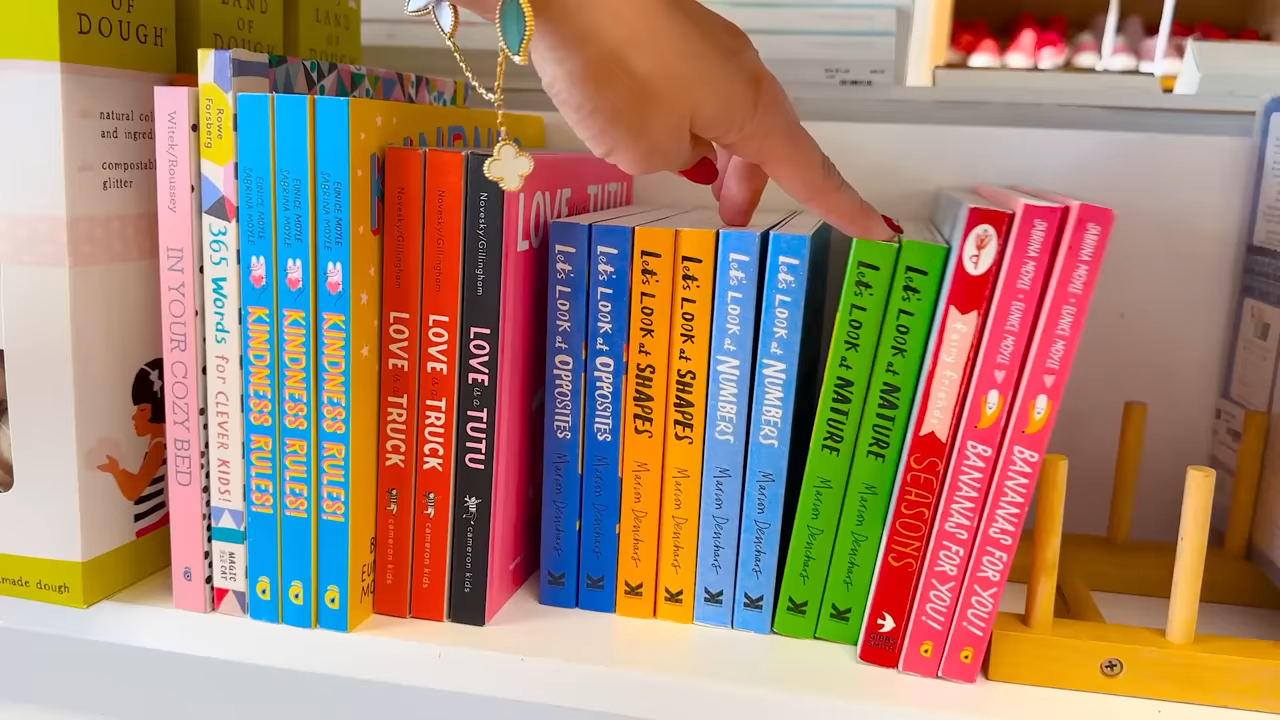 OF
DOUGH
LAND
OF
DOUGH
LAND
OF
DOUGH
natural col
and ingred
compostabl
glitter
made dough
Witek/Roussey
IN YOUR COZY BED
Rowe
Forsberg
365 Words for CLEVER KIDS!
MAGIC
CAT
EUNICE MOYLE
SABRINA MOYLE
KINDNESS RULES!
EUNICE MOYLE
SABRINA MOYLE
KINDNESS RULES!
EUNICE MOYLE
SABRINA MOYLE
KINDNESS RULES!
Novesky/Gillingham
LOVE is a TRUCK
cameron kids
Novesky/Gillingham
LOVE is a TRUCK
cameron kids
Novesky/Gillingham
LOVE is a TUTU
cameron kids
LOVE is a TUTU
Let's LOOK at OPPOSITES
Marion Deuchars
K
Let's LOOK at OPPOSITES
Marion Deuchars
K
Let's LOOK at SHAPES
Marion Deuchars
K
Let's LOOK at SHAPES
Marion Deuchars
K
Let's LOOK at NUMBERS
Marion Deuchars
K
Let's LOOK at NUMBERS
Marion Deuchars
K
Let's LOOK at NATURE
Marion Deuchars
K
Let's LOOK at NATURE
Marion Deuchars
K
fairy friends
SEASONS
GIBBS
SMITH
SABRINA MOYLE EUNICE MOYLE
BANANAS FOR YOU!
SABRINA MOYLE EUNICE MOYLE
BANANAS FOR YOU!